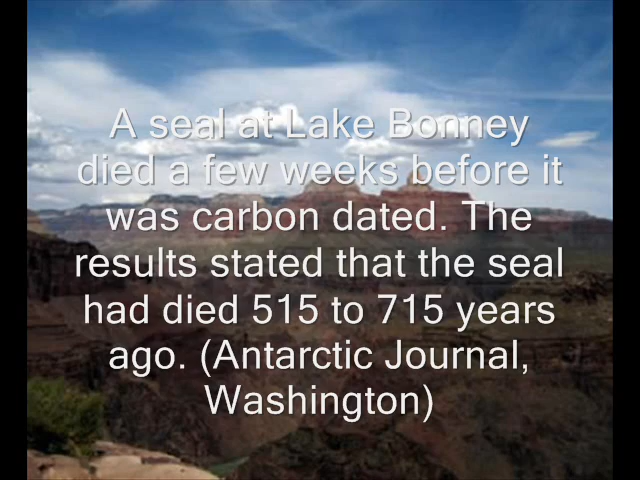 A seal at Lake Bonney
died a few weeks before it
was carbon dated. The
results stated that the seal
had died 515 to 715 years
ago. (Antarctic Journal,
Washington)